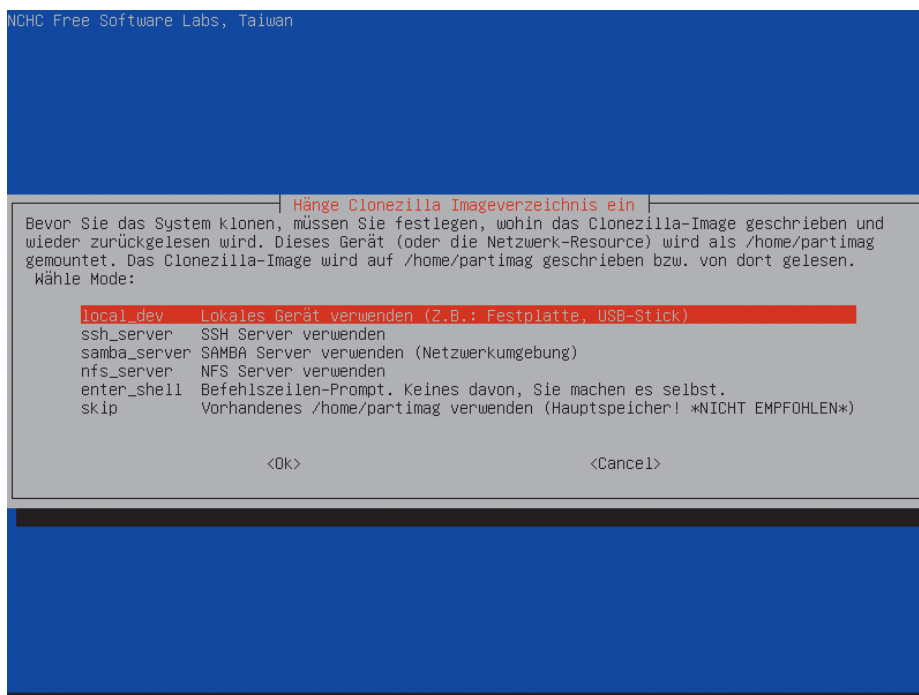 NCHC Free Software Labs, Taiwan
Hänge Clonezilla Imageverzeichnis ein
Bevor Sie das System klonen, müssen Sie festlegen, wohin das Clonezilla-Image geschrieben und
wieder zurückgelesen wird. Dieses Gerät (oder die Netzwerk-Resource) wird als /home/partimag
gemountet. Das Clonezilla-Image wird auf /home/partimag geschrieben bzw. von dort gelesen.
Wähle Mode:
local_dev Lokales Gerät verwenden (Z.B.: Festplatte, USB-Stick)
ssh_server SSH Server verwenden
samba_server SAMBA Server verwenden (Netzwerkumgebung)
nfs_server NFS Server verwenden
enter_shell Befehlszeilen-Prompt. Keines davon, Sie machen es selbst.
skip Vorhandenes /home/partimag verwenden (Hauptspeicher! *NICHT EMPFOHLEN*)
<Ok> <Cancel>